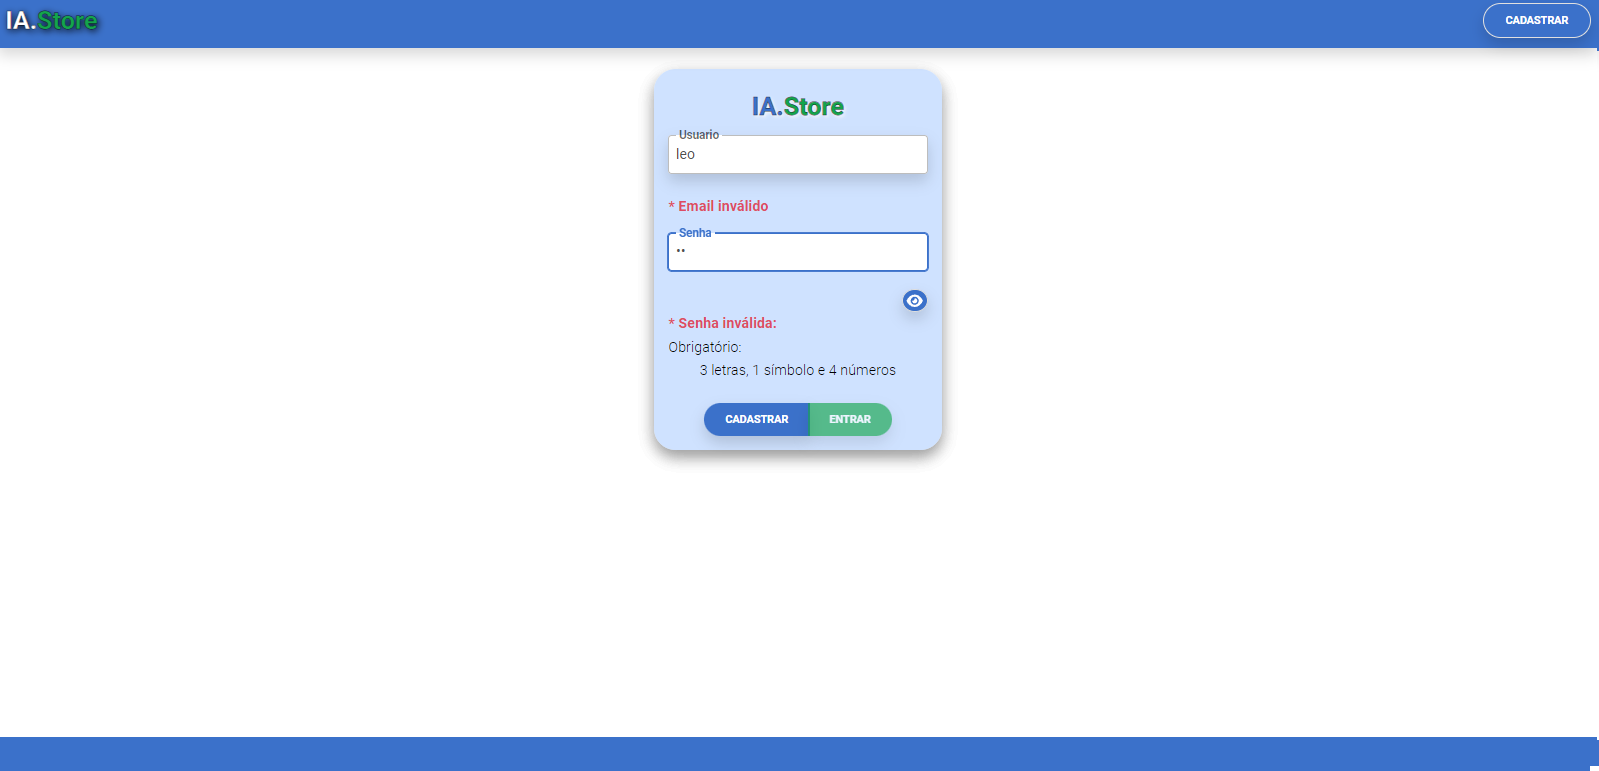 IA.Store
CADASTRAR
IA.Store
Usuario
leo
* Email inválido
Senha
••
* Senha inválida:
Obrigatório:
3 letras, 1 símbolo e 4 números
CADASTRAR ENTRAR